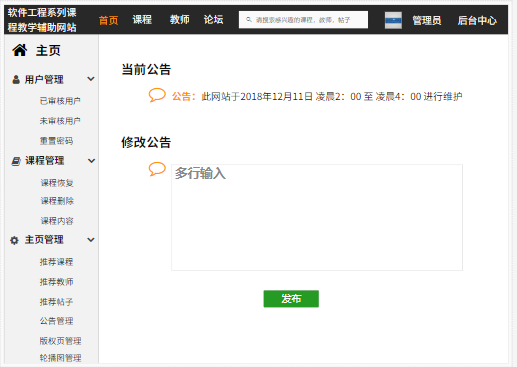 软件工程系列课
程教学辅助网站
首页 课程 教师 论坛
请搜索感兴趣的课程，教师、帖子
管理员 后台中心
主页
用户管理
已审核用户
未审核用户
重置密码
课程管理
课程恢复
课程删除
课程内容
主页管理
推荐课程
推荐教师
推荐帖子
公告管理
版权页管理
轮播图管理
当前公告
公告：此网站于2018年12月11日 凌晨2：00 至 凌晨4：00 进行维护
修改公告
多行输入
发布